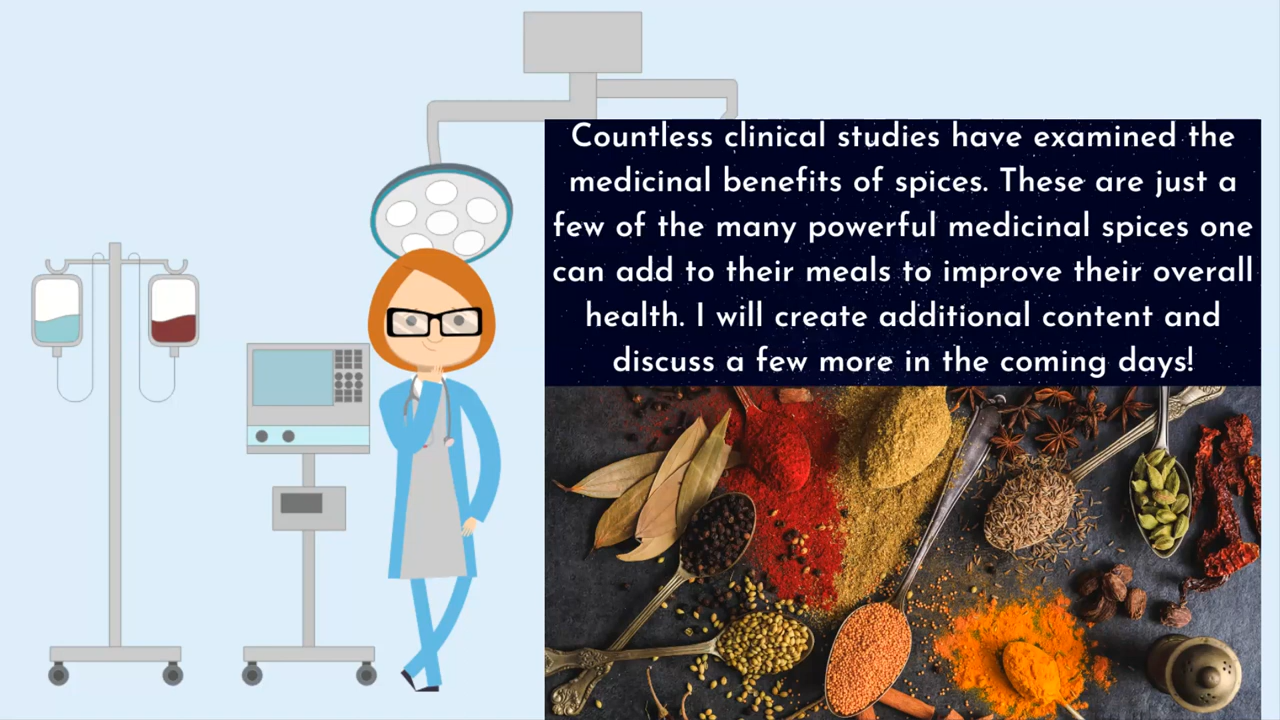 Countless clinical studies have examined the
medicinal benefits of spices. These are just a
few of the many powerful medicinal spices one
can add to their meals to improve their overall
health. I will create additional content and
discuss a few more in the coming days!